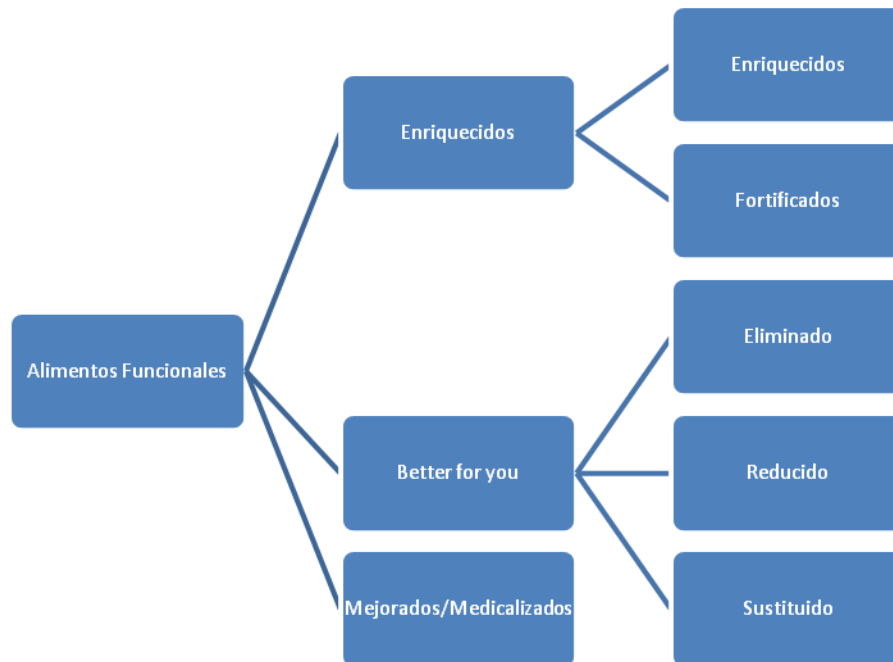 Alimentos Funcionales
Enriquecidos
Enriquecidos
Fortificados
Better for you
Eliminado
Reducido
Sustituido
Mejorados/Medicalizados